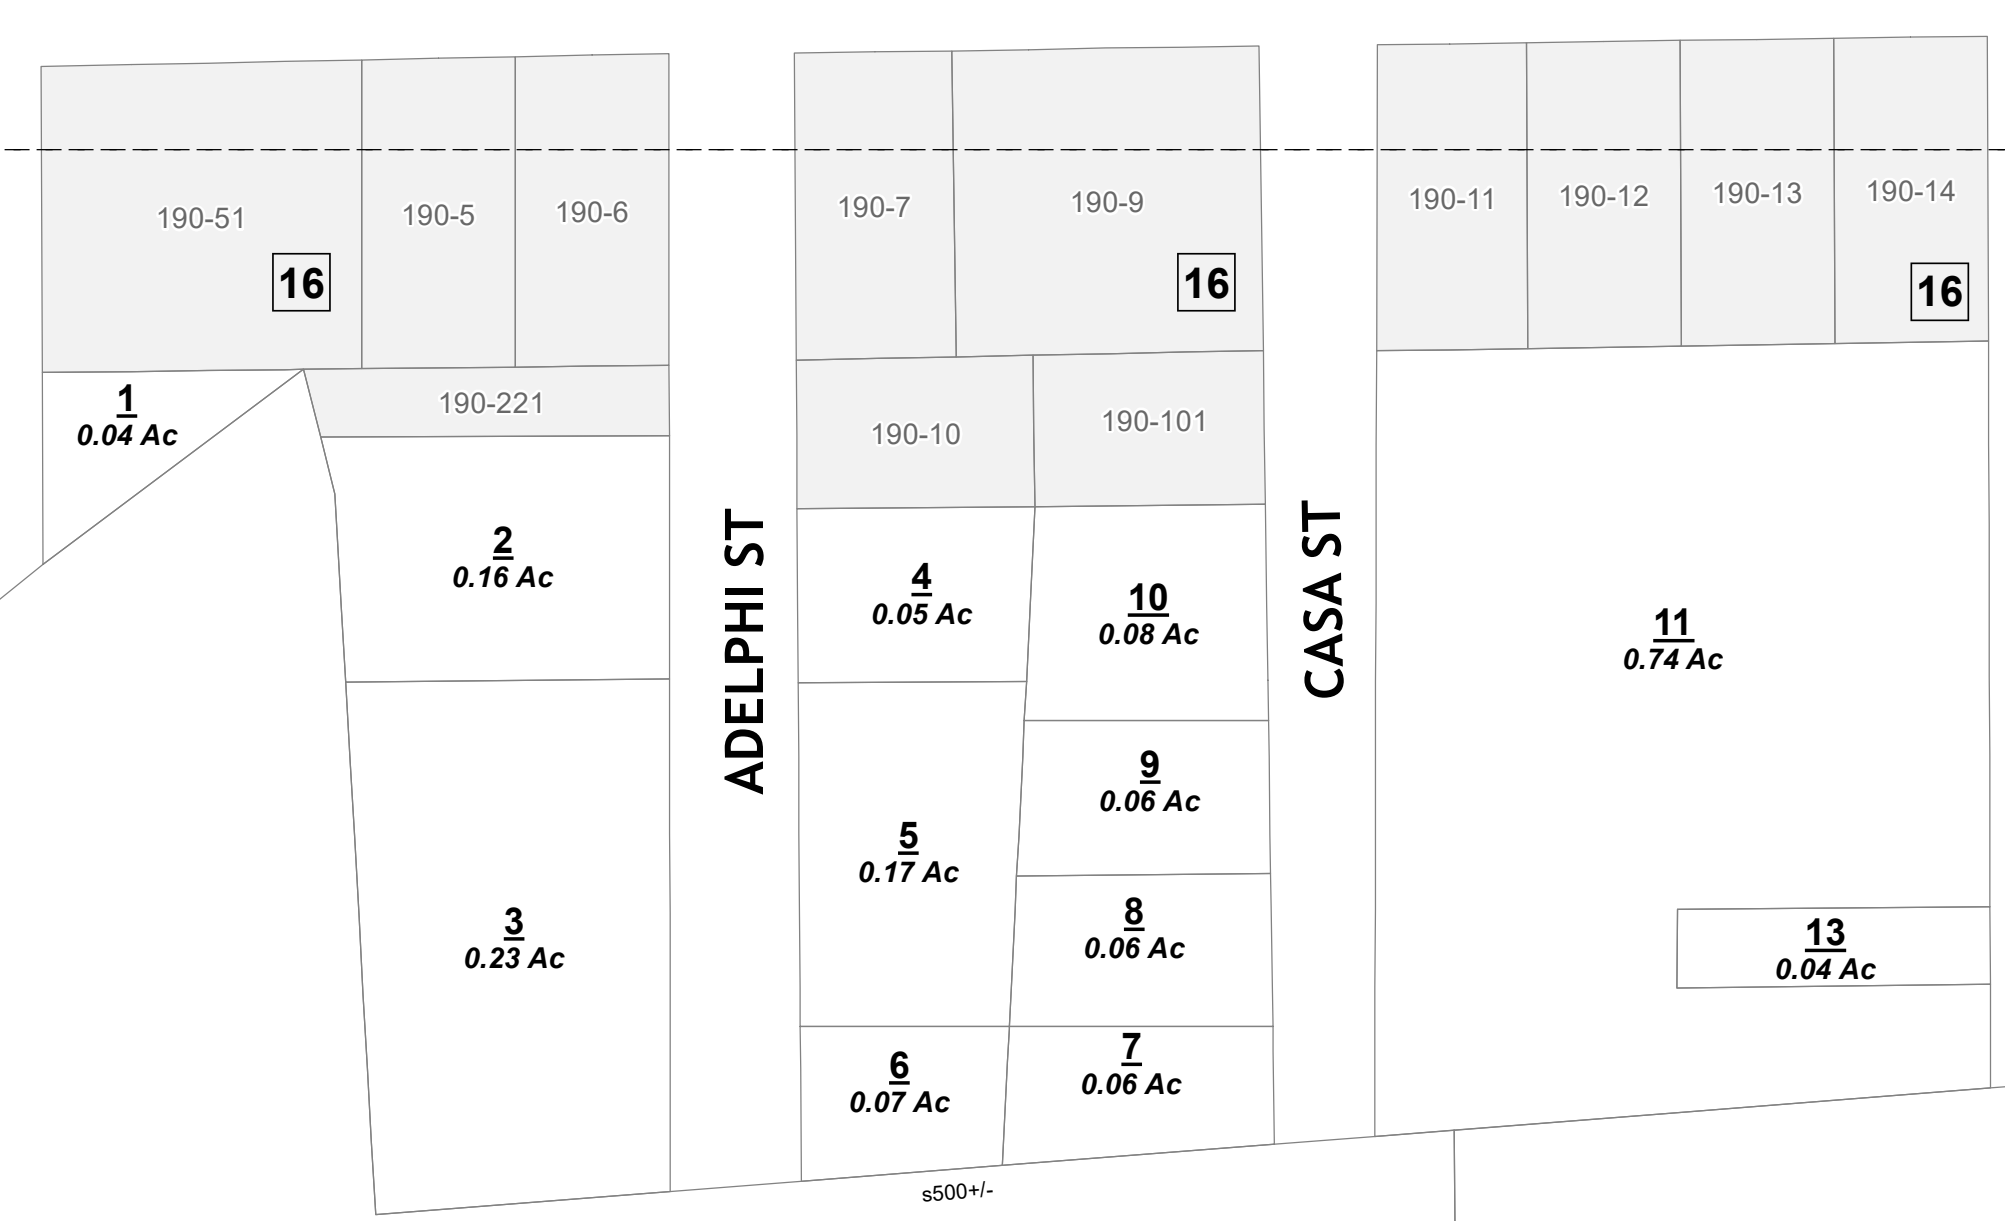 190-51
190-5
190-6
16
190-7
190-9
16
190-11
190-12
190-13
190-14
16
1
0.04 Ac
190-221
190-10
190-101
2
0.16 Ac
3
0.23 Ac
ADELPHI ST
4
0.05 Ac
5
0.17 Ac
6
0.07 Ac
10
0.08 Ac
9
0.06 Ac
8
0.06 Ac
7
0.06 Ac
CASA ST
11
0.74 Ac
13
0.04 Ac
s500+/-